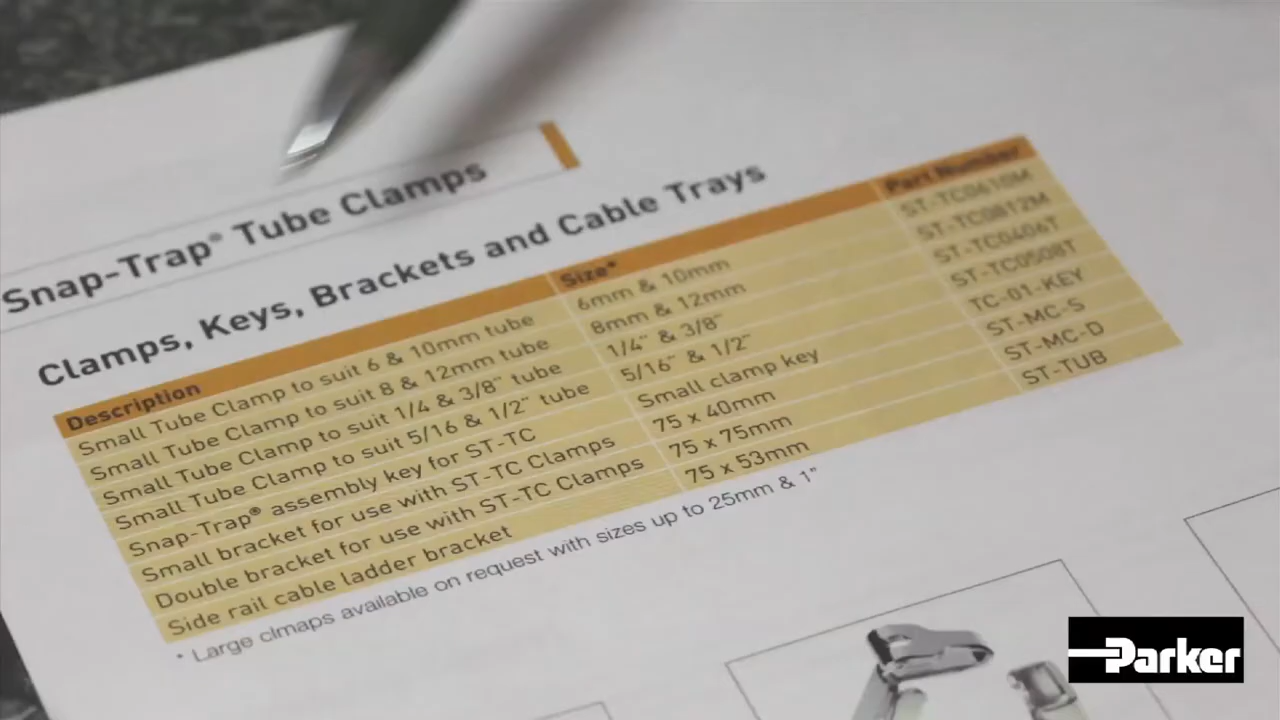 Snap-Trap® Tube Clamps
Clamps, Keys, Brackets and Cable Trays
Description Size* Part Number
Small Tube Clamp to suit 6 & 10mm tube 6mm & 10mm ST-TC0610M
Small Tube Clamp to suit 8 & 12mm tube 8mm & 12mm ST-TC0812M
Small Tube Clamp to suit 1/4 & 3/8" tube 1/4" & 3/8" ST-TC0406T
Small Tube Clamp to suit 5/16 & 1/2" tube 5/16" & 1/2" ST-TC0508T
Snap-Trap® assembly key for ST-TC Small clamp key TC-01-KEY
Small bracket for use with ST-TC Clamps 75 x 40mm ST-MC-S
Double bracket for use with ST-TC Clamps 75 x 75mm ST-MC-D
Side rail cable ladder bracket 75 x 53mm ST-TUB
* Large clmaps available on request with sizes up to 25mm & 1"
Parker